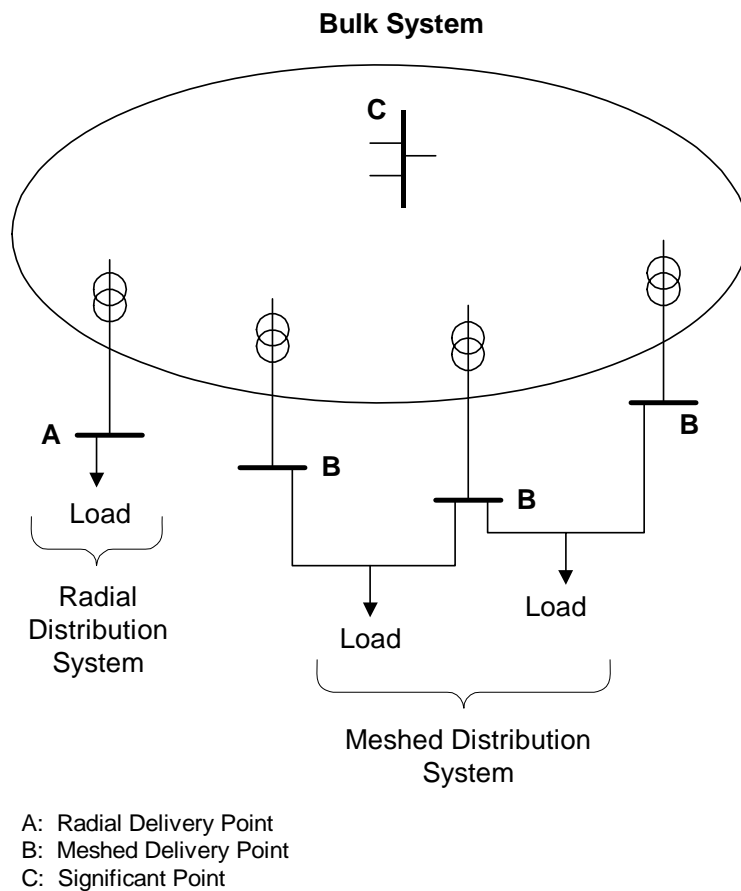 Bulk System
C
A
B
B
B
Load
Load
Load
Radial
Distribution
System
Meshed Distribution
System
A: Radial Delivery Point
B: Meshed Delivery Point
C: Significant Point